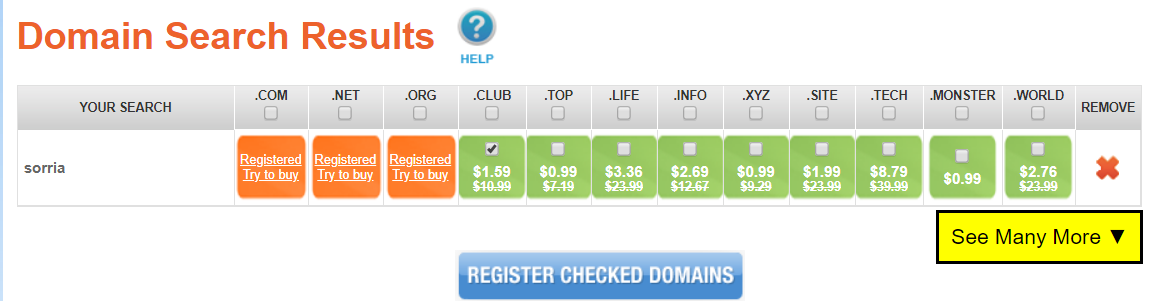 Domain Search Results
?
HELP
YOUR SEARCH .COM .NET .ORG .CLUB .TOP .LIFE .INFO .XYZ .SITE .TECH .MONSTER .WORLD REMOVE
sorria
Registered
Try to buy
Registered
Try to buy
Registered
Try to buy
$1.59
$10.99
$0.99
$7.19
$3.36
$23.99
$2.69
$12.67
$0.99
$9.29
$1.99
$23.99
$8.79
$39.99
$0.99
$2.76
$23.99
See Many More ▼
REGISTER CHECKED DOMAINS